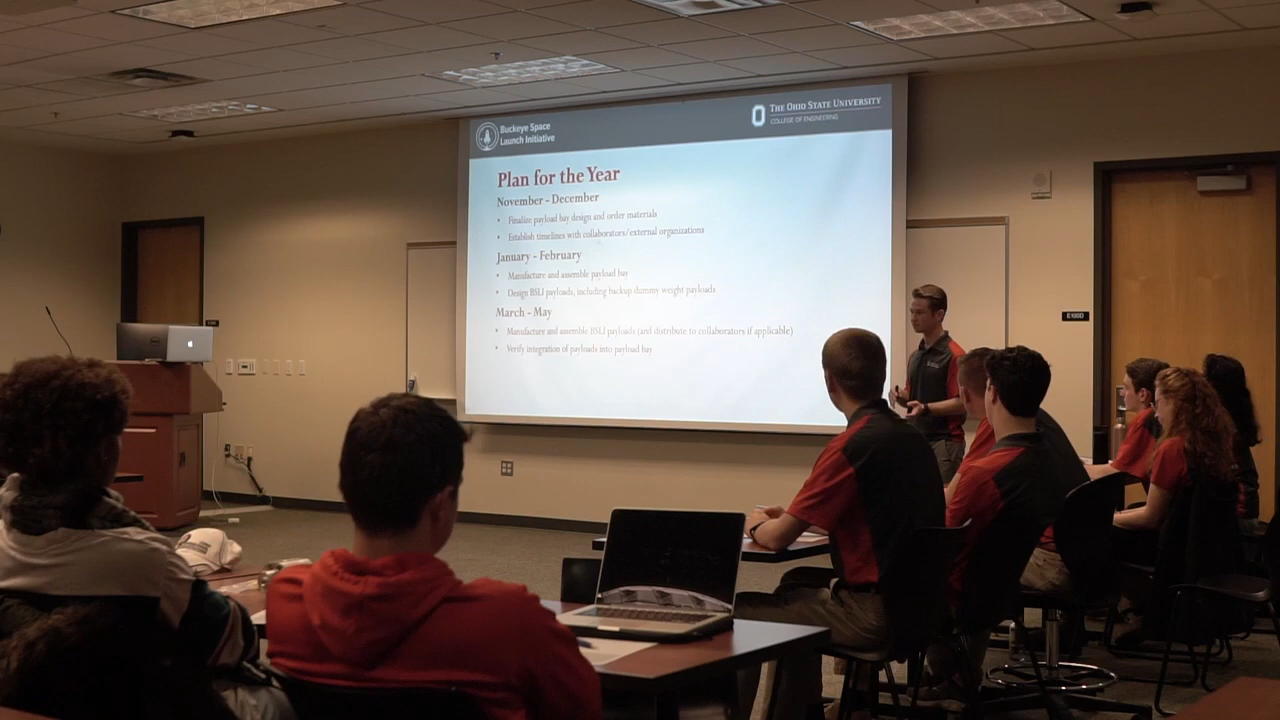 Buckeye Space
Launch Initiative
THE OHIO STATE UNIVERSITY
COLLEGE OF ENGINEERING
Plan for the Year
November - December
• Finalize payload bay design and order materials
• Establish timelines with collaborators/external organizations
January - February
• Manufacture and assemble payload bay
• Design BSLI payloads, including backup dummy weight payloads
March - May
• Manufacture and assemble BSLI payloads (and distribute to collaborators if applicable)
• Verify integration of payloads into payload bay
DELL